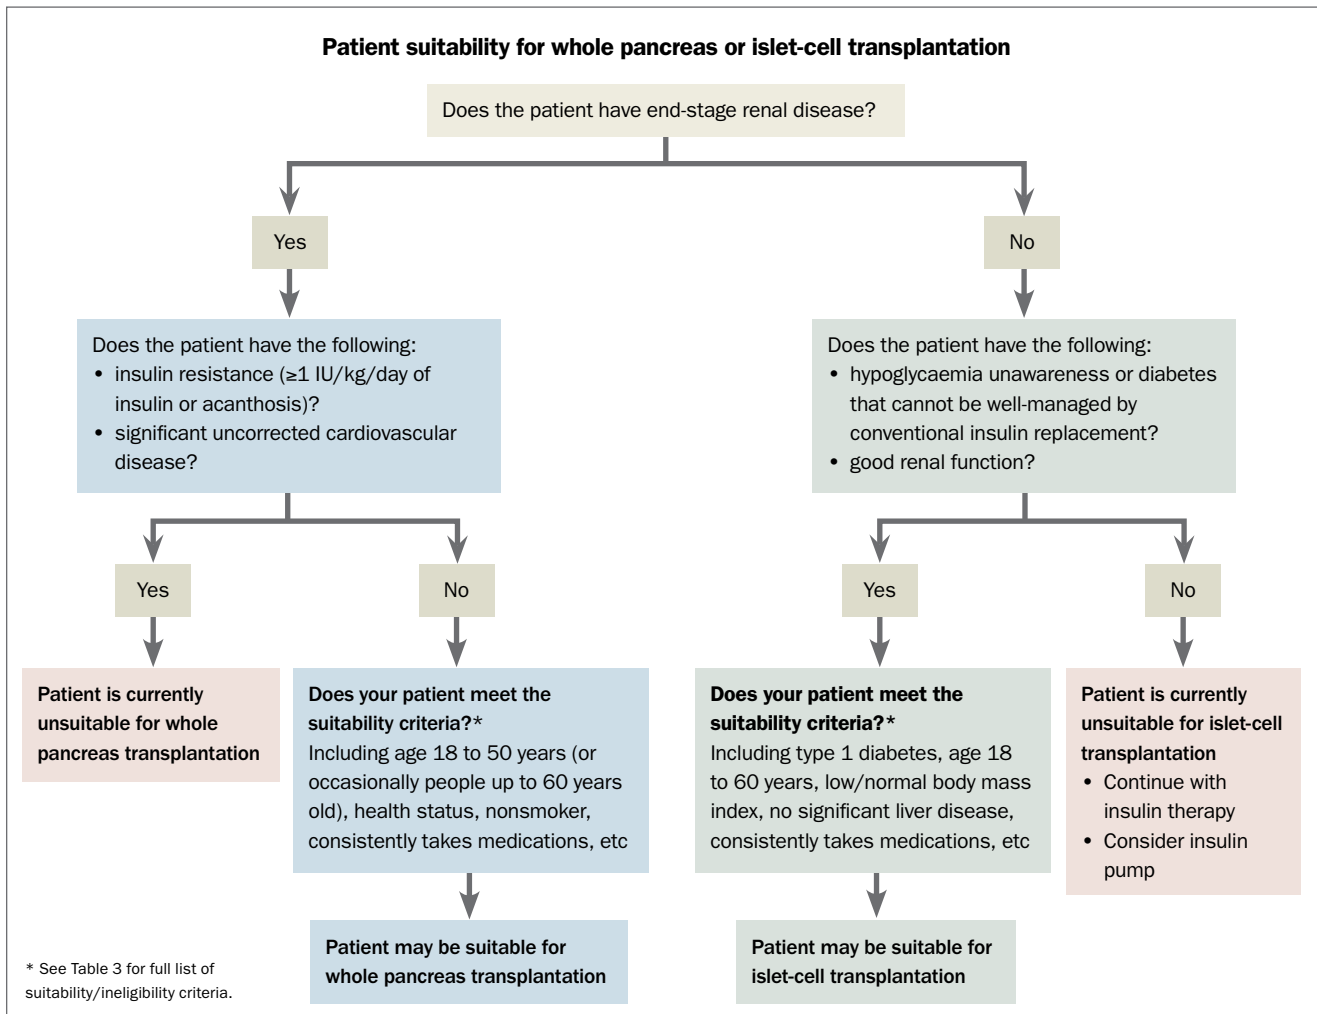 Patient suitability for whole pancreas or islet-cell transplantation
Does the patient have end-stage renal disease?
Yes
No
Does the patient have the following:
• insulin resistance (≥1 IU/kg/day of
insulin or acanthosis)?
• significant uncorrected cardiovascular
disease?
Does the patient have the following:
• hypoglycaemia unawareness or diabetes
that cannot be well-managed by
conventional insulin replacement?
• good renal function?
Yes
No
Yes
No
Patient is currently
unsuitable for whole
pancreas transplantation
Does your patient meet the
suitability criteria?*
Including age 18 to 50 years (or
occasionally people up to 60 years
old), health status, nonsmoker,
consistently takes medications, etc
Does your patient meet the
suitability criteria?*
Including type 1 diabetes, age 18
to 60 years, low/normal body mass
index, no significant liver disease,
consistently takes medications, etc
Patient is currently
unsuitable for islet-cell
transplantation
• Continue with
insulin therapy
• Consider insulin
pump
Patient may be suitable for
whole pancreas transplantation
Patient may be suitable for
islet-cell transplantation
* See Table 3 for full list of
suitability/ineligibility criteria.